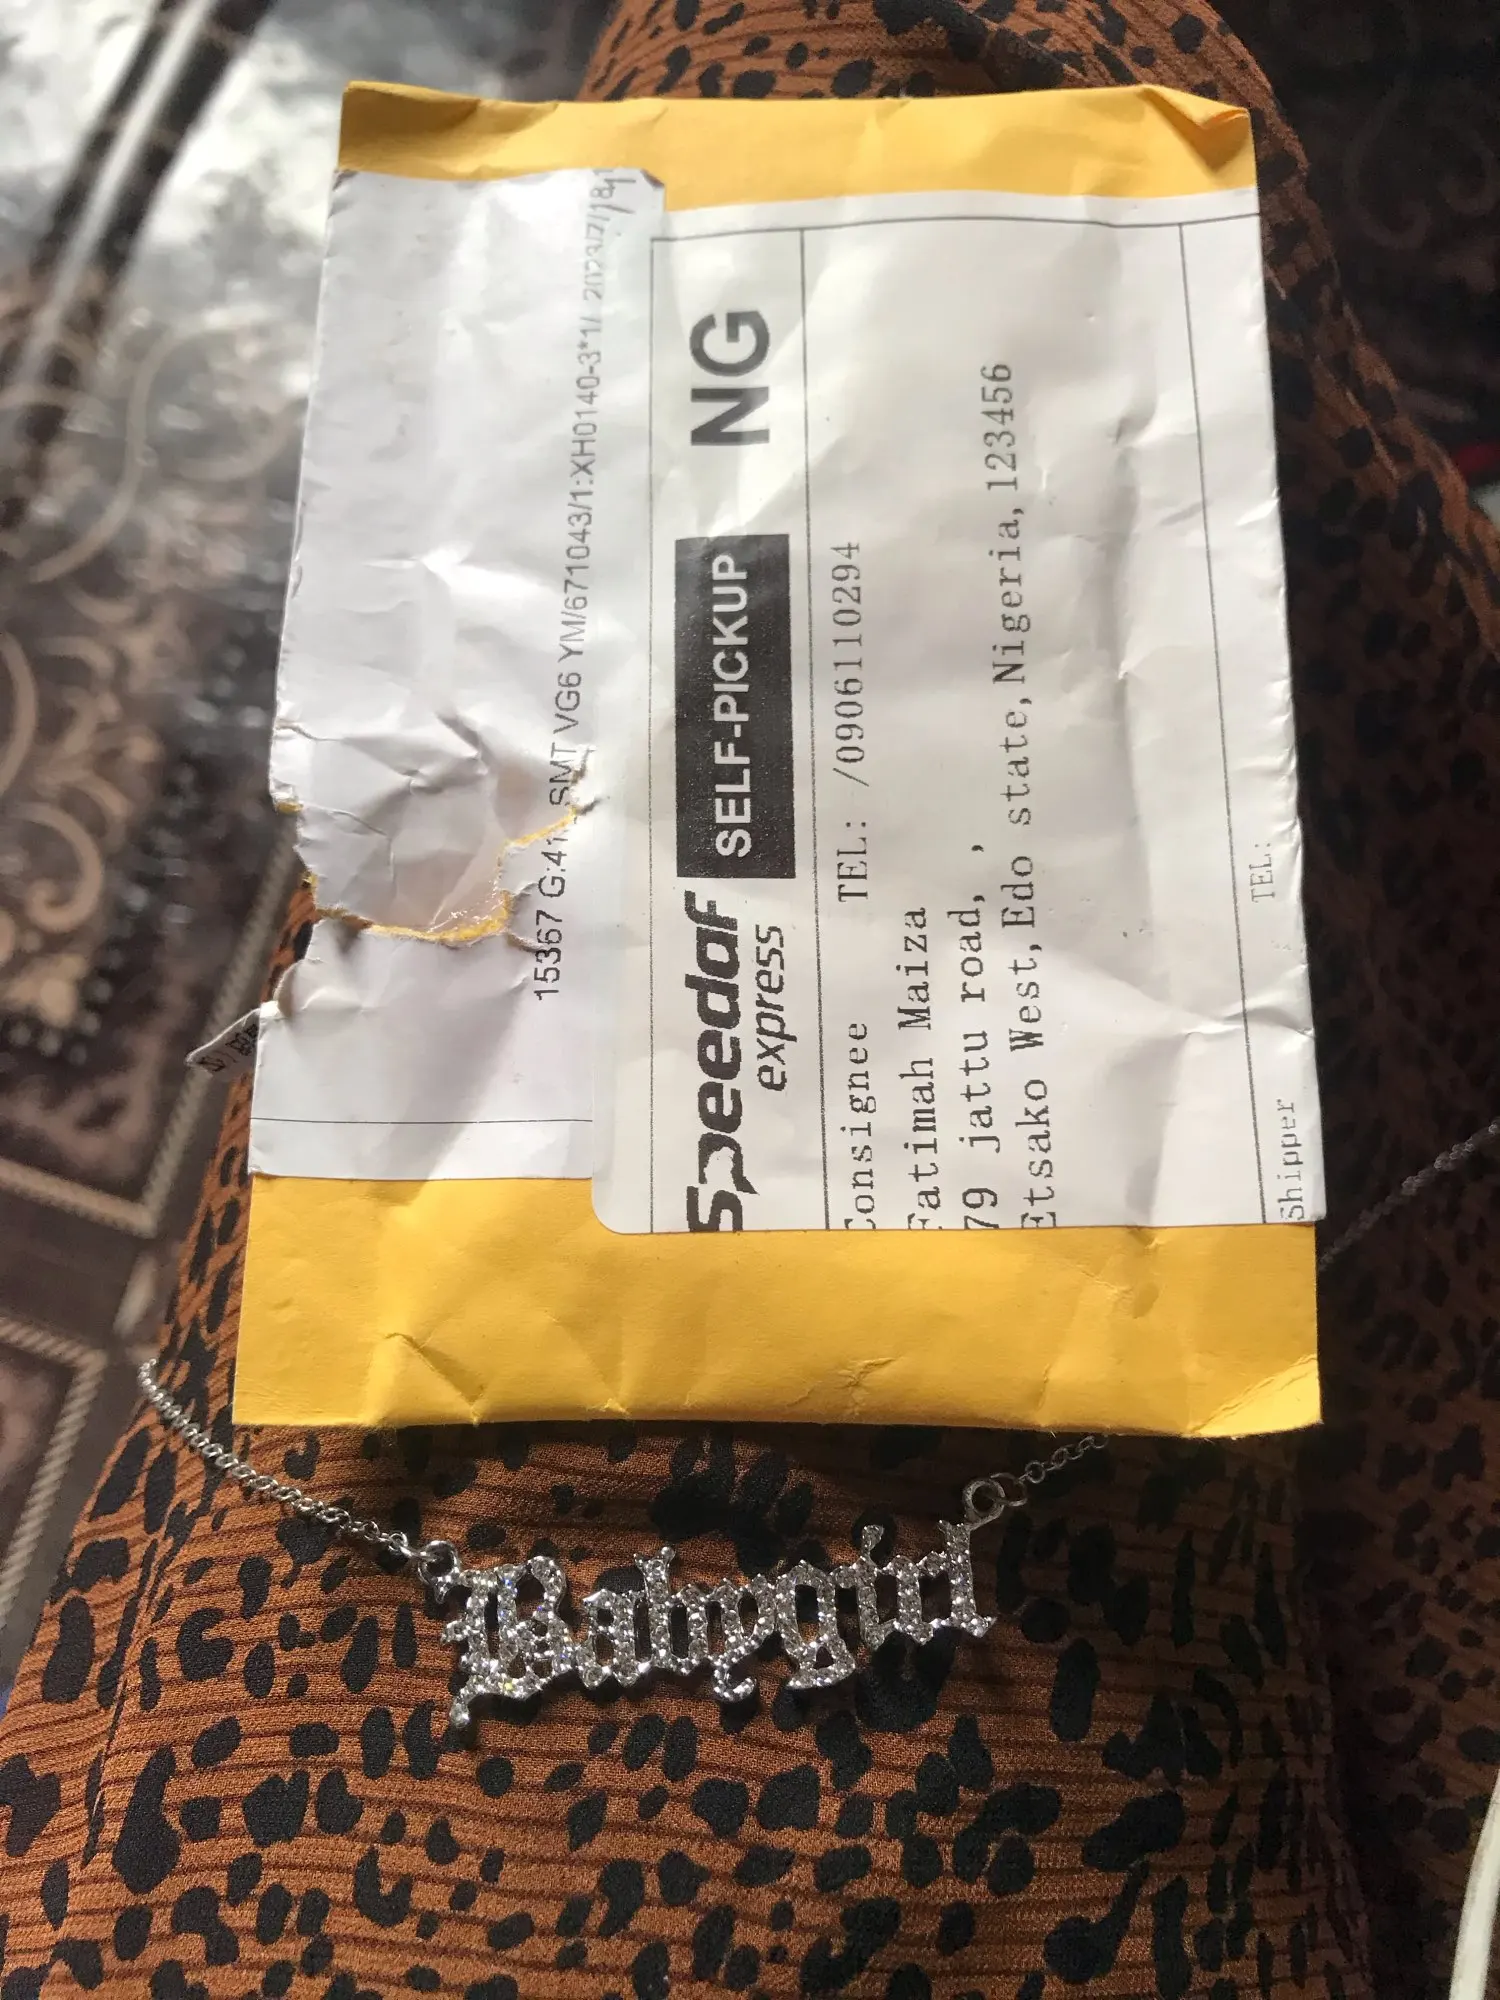 15367 G:41 SMT VG6 YM/671043/1:XH0140-3*1/ 2023/7/18
Speedaf
express
SELF-PICKUP
NG
Consignee TEL: /0906110294
Fatimah Maiza
79 jattu road, ,
Etsako West, Edo state, Nigeria, 123456
Shipper TEL:
Babygirl